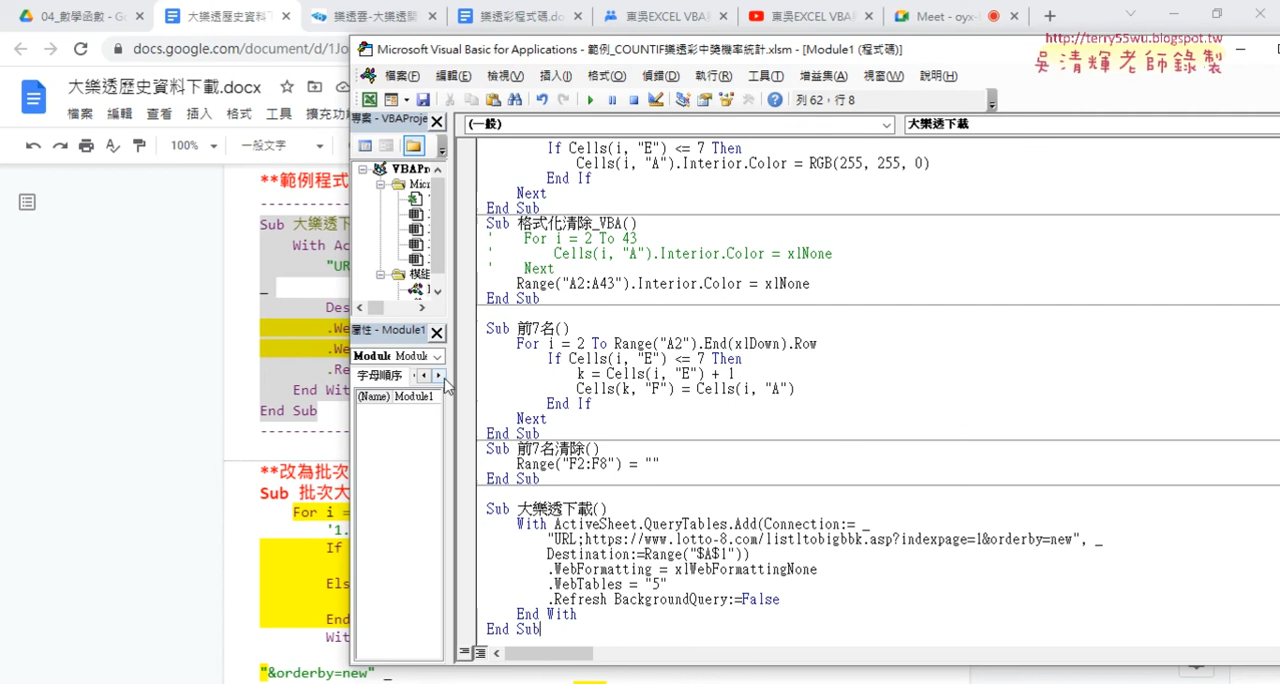 04_數學函數 - G
大樂透歷史資料下
樂透雲-大樂透開
樂透彩程式碼.do
東吳EXCEL VBA
東吳EXCEL VBA
Meet - oyx-
docs.google.com/document/d/1Jo
http://terry55wu.blogspot.tw
吳清輝老師錄製
大樂透歷史資料下載.docx
檔案 編輯 查看 插入 格式 工具 擴充功
100% 一般文字
**範例程式
Sub 大樂透下
With Ac
"UR
_
Des
.We
.We
.Re
End Wit
End Sub
**改為批次
Sub 批次大
For i =
'1.
If
Els
End
Wit
"&orderby=new" _
Microsoft Visual Basic for Applications - 範例_COUNTIF樂透彩中獎機率統計.xlsm - [Module1 (程式碼)]
檔案(F) 編輯(E) 檢視(V) 插入(I) 格式(O) 偵錯(D) 執行(R) 工具(T) 增益集(A) 視窗(W) 說明(H)
列 62，行 8
專案 - VBAProje
VBAPr
Micr
模組
屬性 - Module1
Module Modul
字母順序
(Name) Module1
(一般)
大樂透下載
If Cells(i, "E") <= 7 Then
Cells(i, "A").Interior.Color = RGB(255, 255, 0)
End If
Next
End Sub
Sub 格式化清除_VBA()
' For i = 2 To 43
' Cells(i, "A").Interior.Color = xlNone
' Next
Range("A2:A43").Interior.Color = xlNone
End Sub
Sub 前7名()
For i = 2 To Range("A2").End(xlDown).Row
If Cells(i, "E") <= 7 Then
k = Cells(i, "E") + 1
Cells(k, "F") = Cells(i, "A")
End If
Next
End Sub
Sub 前7名清除()
Range("F2:F8") = ""
End Sub
Sub 大樂透下載()
With ActiveSheet.QueryTables.Add(Connection:= _
"URL;https://www.lotto-8.com/listltobigbbk.asp?indexpage=1&orderby=new", _
Destination:=Range("$A$1"))
.WebFormatting = xlWebFormattingNone
.WebTables = "5"
.Refresh BackgroundQuery:=False
End With
End Sub